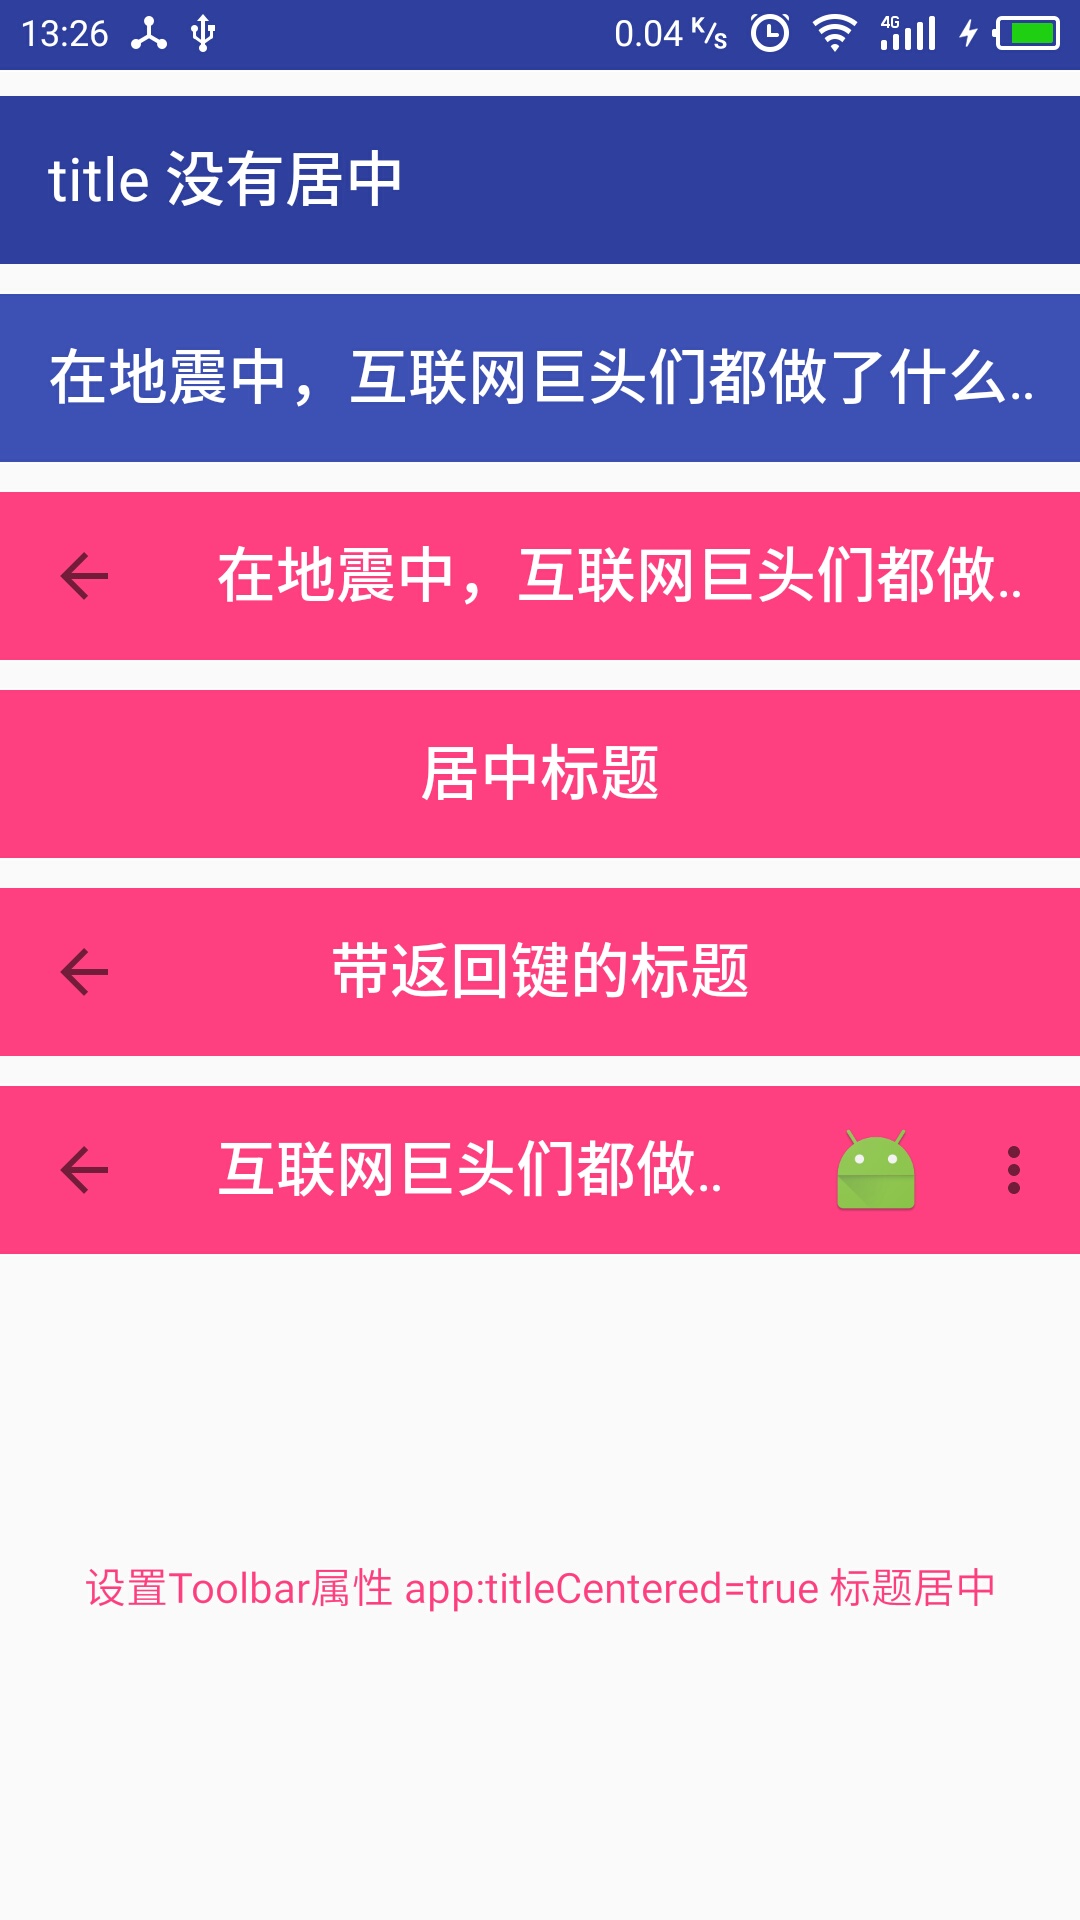 13:26 0.04 K/s 4G
title 没有居中
在地震中，互联网巨头们都做了什么..
在地震中，互联网巨头们都做..
居中标题
带返回键的标题
互联网巨头们都做..
设置Toolbar属性 app:titleCentered=true 标题居中